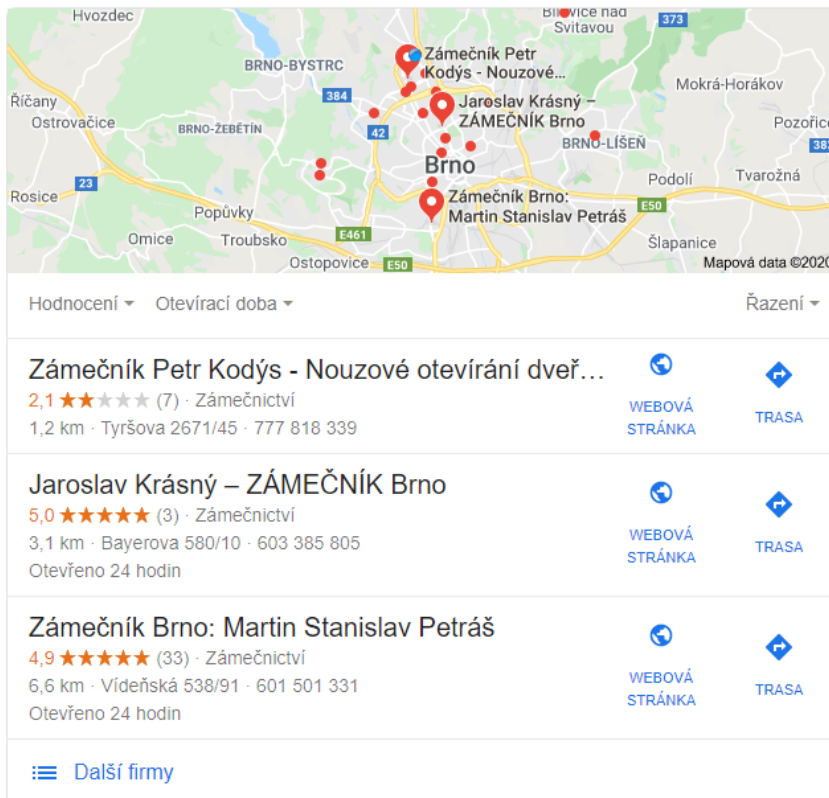 Hvozdec
Bílovice nad
Svitavou
373
Zámečník Petr
Kodýs - Nouzové...
BRNO-BYSTRC
Mokrá-Horákov
384
Říčany
Jaroslav Krásný –
ZÁMEČNÍK Brno
Ostrovačice
BRNO-ŽEBĚTÍN
42
Pozořice
BRNO-LÍŠEŇ
383
Brno
23
Podolí
Tvarožná
Rosice
Zámečník Brno:
Martin Stanislav Petráš
E50
Popůvky
Omice
Troubsko
E461
Šlapanice
Ostopovice
E50
Mapová data ©2020
Hodnocení
Otevírací doba
Řazení
Zámečník Petr Kodýs - Nouzové otevírání dveř...
2,1 (7) · Zámečnictví
1,2 km · Tyršova 2671/45 · 777 818 339
WEBOVÁ
STRÁNKA
TRASA
Jaroslav Krásný – ZÁMEČNÍK Brno
5,0 (3) · Zámečnictví
3,1 km · Bayerova 580/10 · 603 385 805
Otevřeno 24 hodin
WEBOVÁ
STRÁNKA
TRASA
Zámečník Brno: Martin Stanislav Petráš
4,9 (33) · Zámečnictví
6,6 km · Vídeňská 538/91 · 601 501 331
Otevřeno 24 hodin
WEBOVÁ
STRÁNKA
TRASA
Další firmy